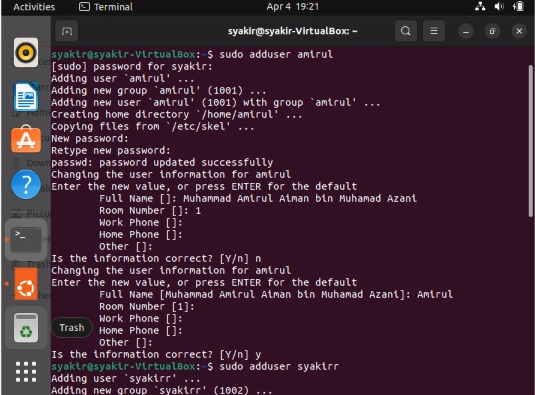 Activities
Terminal
Apr 4 19:21
syakir@syakir-VirtualBox: ~
syakir@syakir-VirtualBox:~$ sudo adduser amirul
[sudo] password for syakir:
Adding user `amirul' ...
Adding new group `amirul' (1001) ...
Adding new user `amirul' (1001) with group `amirul' ...
Creating home directory `/home/amirul' ...
Copying files from `/etc/skel' ...
New password:
Retype new password:
passwd: password updated successfully
Changing the user information for amirul
Enter the new value, or press ENTER for the default
Full Name []: Muhammad Amirul Aiman bin Muhamad Azani
Room Number []: 1
Work Phone []:
Home Phone []:
Other []:
Is the information correct? [Y/n] n
Changing the user information for amirul
Enter the new value, or press ENTER for the default
Full Name [Muhammad Amirul Aiman bin Muhamad Azani]: Amirul
Room Number [1]:
Work Phone []:
Trash
Home Phone []:
Other []:
Is the information correct? [Y/n] y
syakir@syakir-VirtualBox:~$ sudo adduser syakirr
Adding user `syakirr' ...
Adding new group `syakirr' (1002) ...